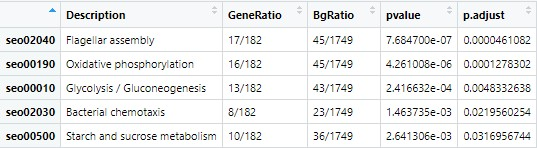 Description GeneRatio BgRatio pvalue p.adjust
seo02040 Flagellar assembly 17/182 45/1749 7.684700e-07 0.0000461082
seo00190 Oxidative phosphorylation 16/182 45/1749 4.261008e-06 0.0001278302
seo00010 Glycolysis / Gluconeogenesis 13/182 43/1749 2.416632e-04 0.0048332638
seo02030 Bacterial chemotaxis 8/182 23/1749 1.463735e-03 0.0219560254
seo00500 Starch and sucrose metabolism 10/182 36/1749 2.641306e-03 0.0316956744